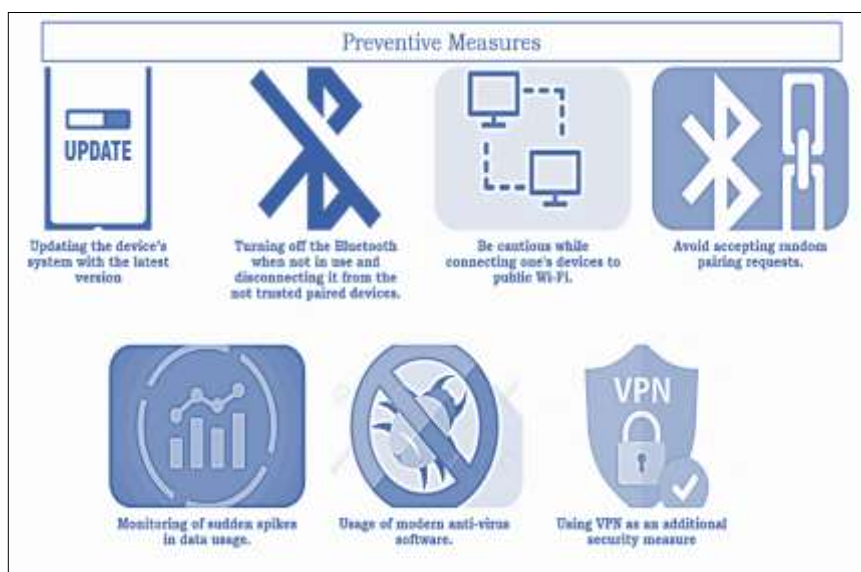 Preventive Measures
UPDATE
Updating the device's
system with the latest
version
Turning off the Bluetooth
when not in use and
disconnecting it from the
not trusted paired devices.
Be cautious while
connecting one's devices to
public Wi-Fi.
Avoid accepting random
pairing requests.
Monitoring of sudden spikes
in data usage.
Usage of modern anti-virus
software.
VPN
Using VPN as an additional
security measure